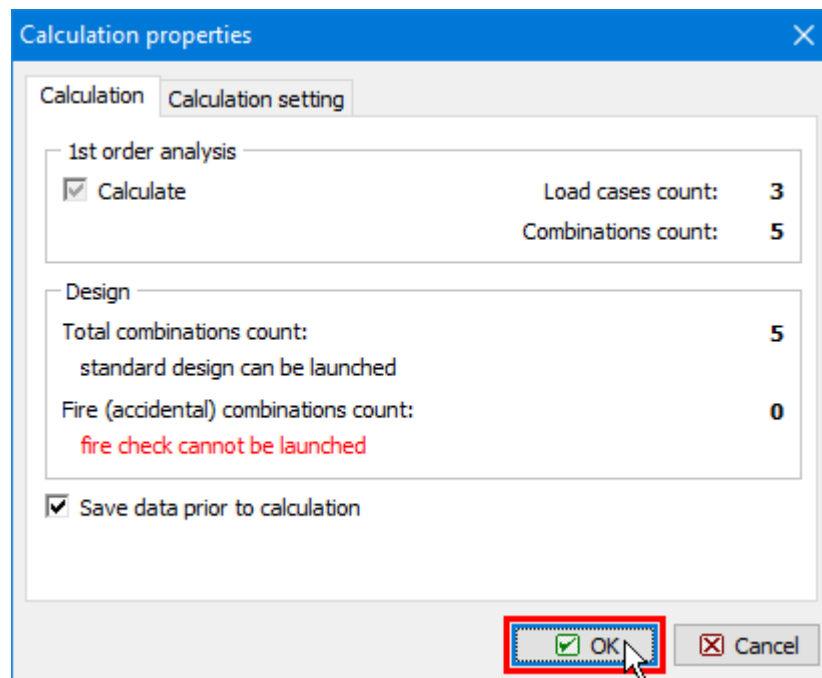 Calculation properties
Calculation
Calculation setting
1st order analysis
Calculate
Load cases count: 3
Combinations count: 5
Design
Total combinations count: 5
standard design can be launched
Fire (accidental) combinations count: 0
fire check cannot be launched
Save data prior to calculation
OK
Cancel